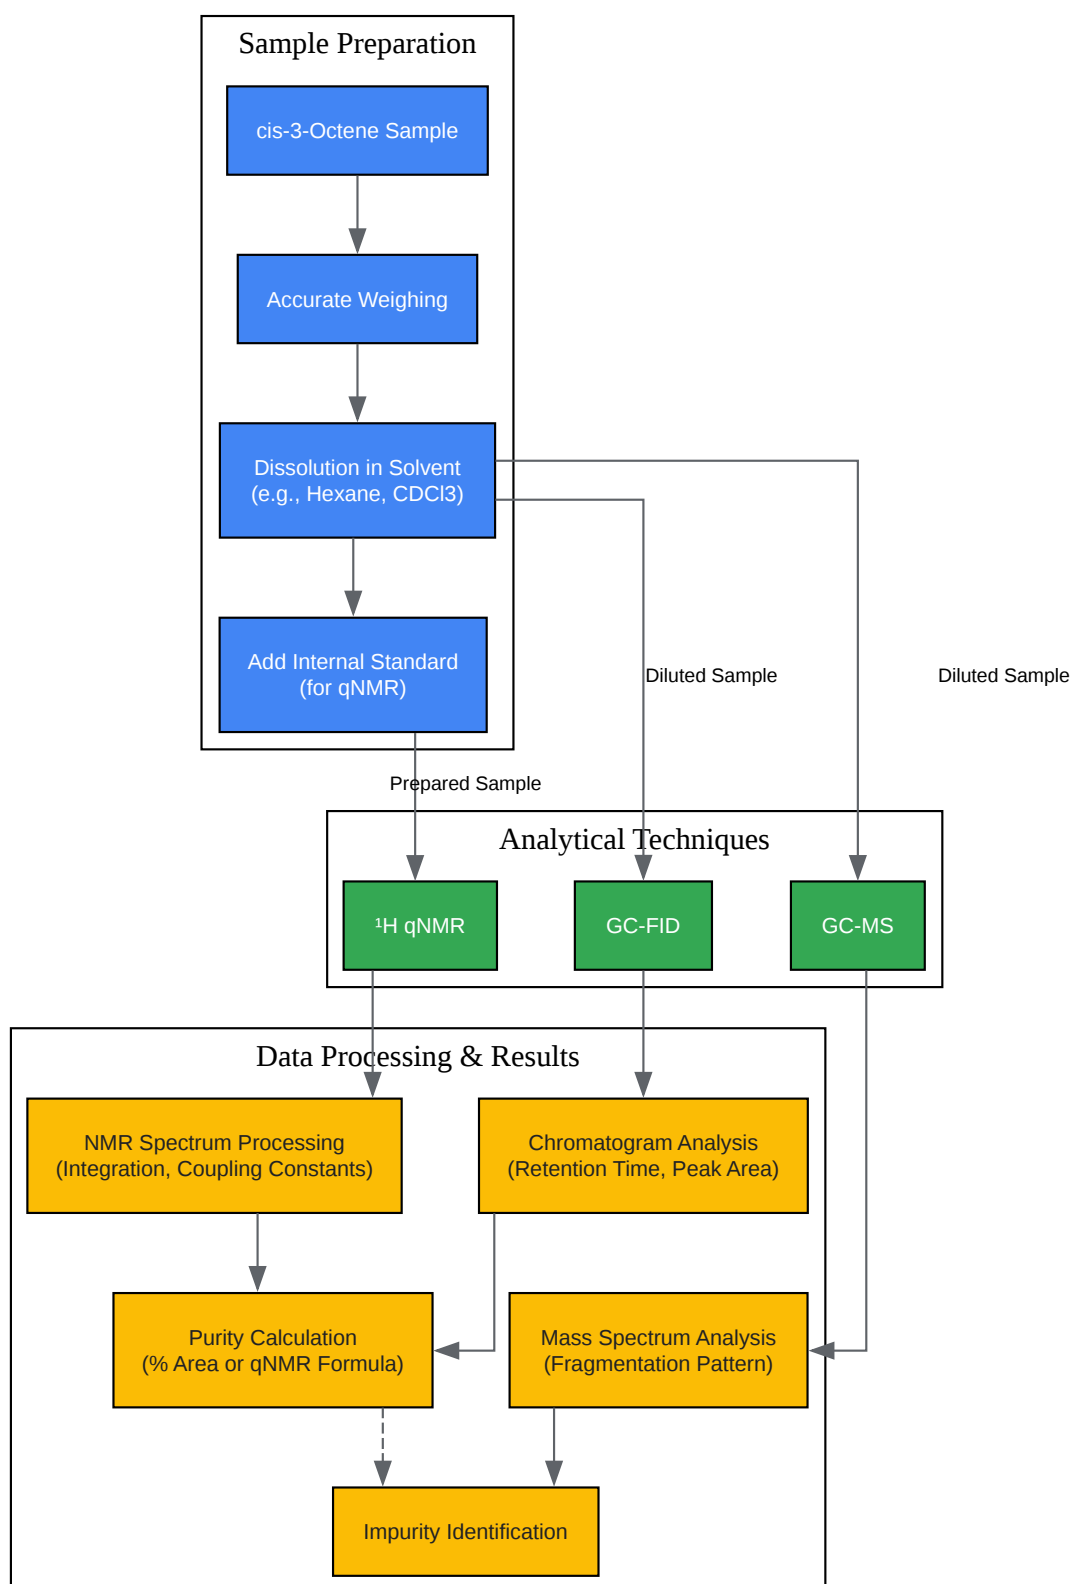 Sample Preparation
cis-3-Octene Sample
Accurate Weighing
Dissolution in Solvent
(e.g., Hexane, CDCl3)
Add Internal Standard
(for qNMR)
Diluted Sample
Diluted Sample
Prepared Sample
Analytical Techniques
¹H qNMR
GC-FID
GC-MS
Data Processing & Results
NMR Spectrum Processing
(Integration, Coupling Constants)
Chromatogram Analysis
(Retention Time, Peak Area)
Purity Calculation
(% Area or qNMR Formula)
Mass Spectrum Analysis
(Fragmentation Pattern)
Impurity Identification